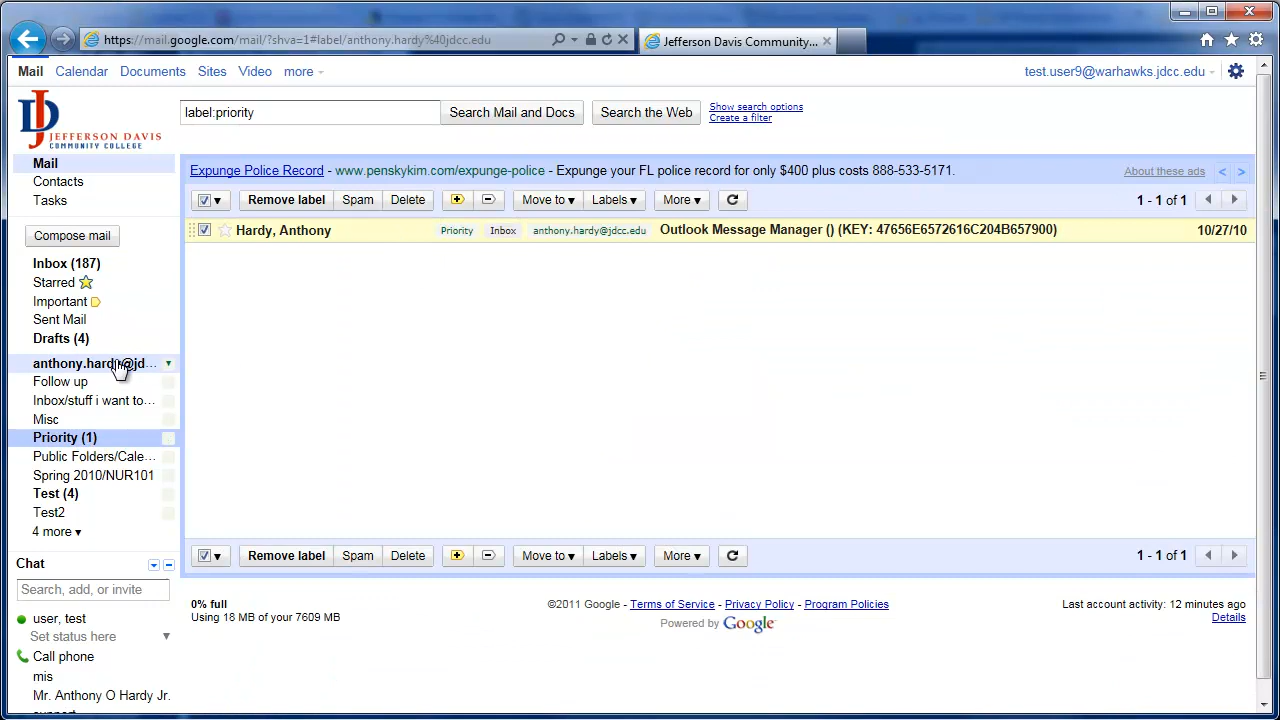 https://mail.google.com/mail/?shva=1#label/anthony.hardy%40jdcc.edu
Jefferson Davis Community...
Mail Calendar Documents Sites Video more
test.user9@warhawks.jdcc.edu
JD
JEFFERSON DAVIS
COMMUNITY COLLEGE
label:priority
Search Mail and Docs
Search the Web
Show search options
Create a filter
Mail
Contacts
Tasks
Compose mail
Inbox (187)
Starred
Important
Sent Mail
Drafts (4)
anthony.hardy@jd...
Follow up
Inbox/stuff i want to...
Misc
Priority (1)
Public Folders/Cale...
Spring 2010/NUR101
Test (4)
Test2
4 more
Chat
Search, add, or invite
user, test
Set status here
Call phone
mis
Mr. Anthony O Hardy Jr.
Expunge Police Record - www.penskykim.com/expunge-police - Expunge your FL police record for only $400 plus costs 888-533-5171.
About these ads < >
Remove label Spam Delete Move to Labels More 1 - 1 of 1
Hardy, Anthony Priority Inbox anthony.hardy@jdcc.edu Outlook Message Manager () (KEY: 47656E6572616C204B657900) 10/27/10
Remove label Spam Delete Move to Labels More 1 - 1 of 1
0% full
Using 18 MB of your 7609 MB
©2011 Google - Terms of Service - Privacy Policy - Program Policies
Powered by Google
Last account activity: 12 minutes ago
Details